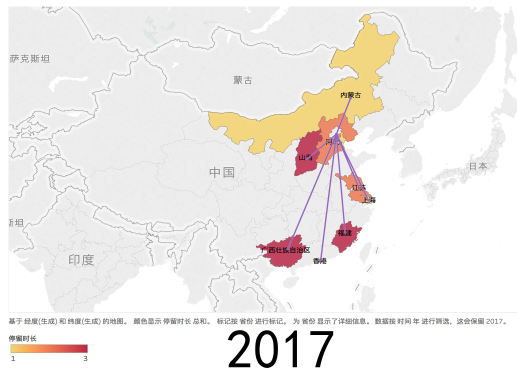 萨克斯坦
蒙古
内蒙古
河北
山西
中国
日本
江苏
上海
斯坦
福建
广西壮族自治区
印度
香港
基于 经度(生成) 和 纬度(生成) 的地图。 颜色显示 停留时长 总和。 标记按 省份 进行标记。 为 省份 显示了详细信息。 数据按 时间 年 进行筛选，这会保留 2017。
停留时长
1 3
2017